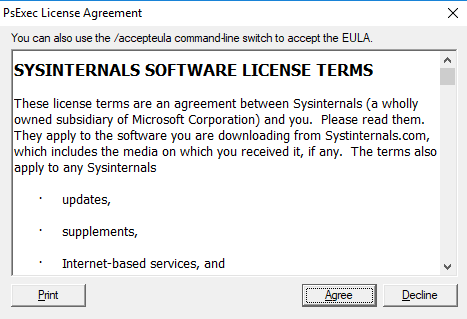 PsExec License Agreement
You can also use the /accepteula command-line switch to accept the EULA.
SYSINTERNALS SOFTWARE LICENSE TERMS
These license terms are an agreement between Sysinternals (a wholly
owned subsidiary of Microsoft Corporation) and you.  Please read them.
They apply to the software you are downloading from Systinternals.com,
which includes the media on which you received it, if any.  The terms also
apply to any Sysinternals
· updates,
· supplements,
· Internet-based services, and
Print Agree Decline